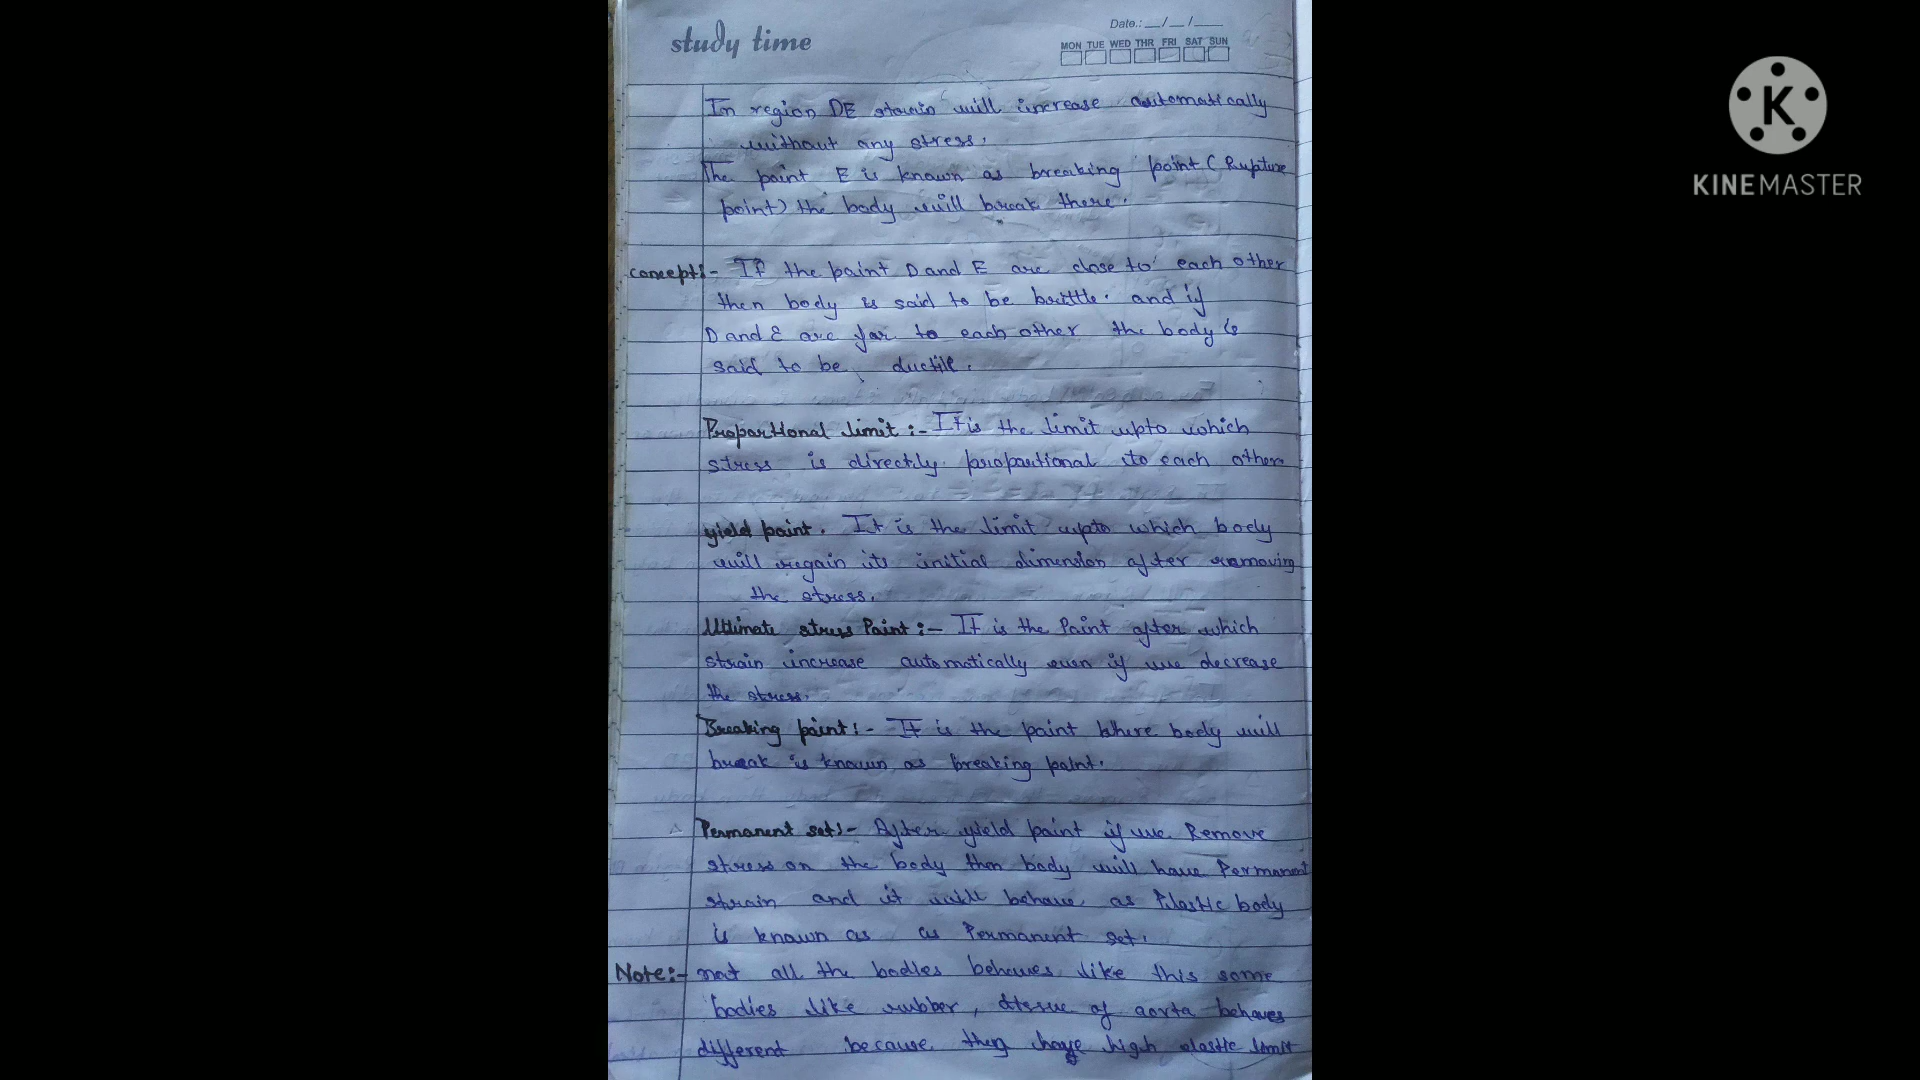 study time
Date.: __/__/____
MON TUE WED THR FRI SAT SUN
In region DE strain will increase automatically
without any stress.
The point E is known as breaking point (Rupture
point) the body will break there.
concept:- If the point D and E are close to each other
then body is said to be brittle. and if
D and E are far to each other the body is
said to be ductile.
Proportional limit :- It is the limit upto which
stress is directly proportional to each other
yield point. It is the limit upto which body
will regain its initial dimension after removing
the stress.
Ultimate stress Point :- It is the Point after which
strain increase automatically even if we decrease
the stress.
Breaking point :- It is the point where body will
break is known as breaking point.
Permanent set:- After yield point if we Remove
stress on the body then body will have Permanent
strain and it will behave as Plastic body
is known as as Permanent set.
Note:- not all the bodies behaves like this some
bodies like rubber, tissue of aorta behaves
different because they have high elastic limit
K
KINEMASTER